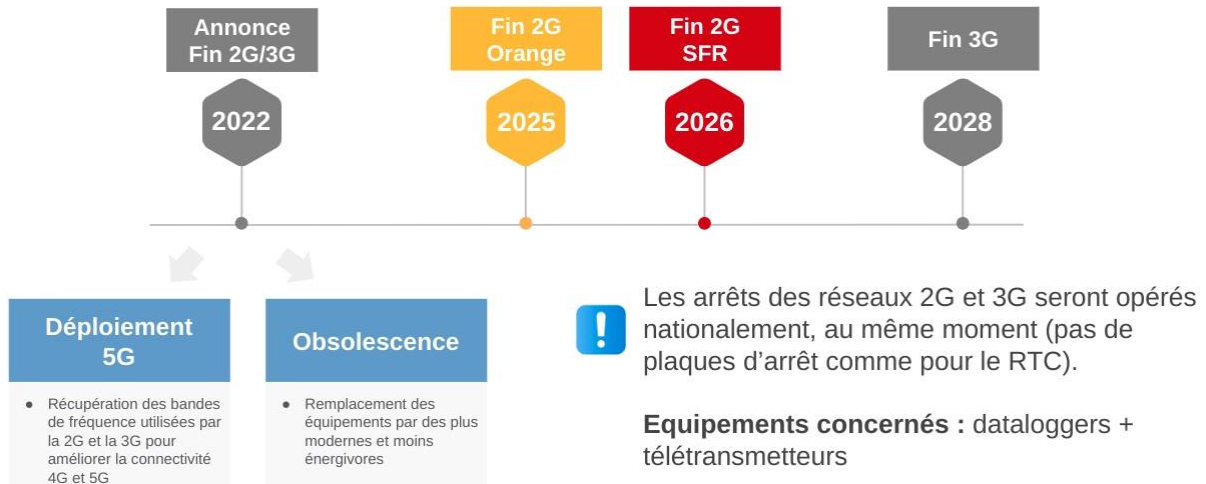 Annonce
Fin 2G/3G
Fin 2G
Orange
Fin 2G
SFR
Fin 3G
2022
2025
2026
2028
Déploiement
5G
● Récupération des bandes
de fréquence utilisées par
la 2G et la 3G pour
améliorer la connectivité
4G et 5G
Obsolescence
● Remplacement des
équipements par des plus
modernes et moins
énergivores
!
Les arrêts des réseaux 2G et 3G seront opérés
nationalement, au même moment (pas de
plaques d’arrêt comme pour le RTC).
Equipements concernés : dataloggers +
télétransmetteurs